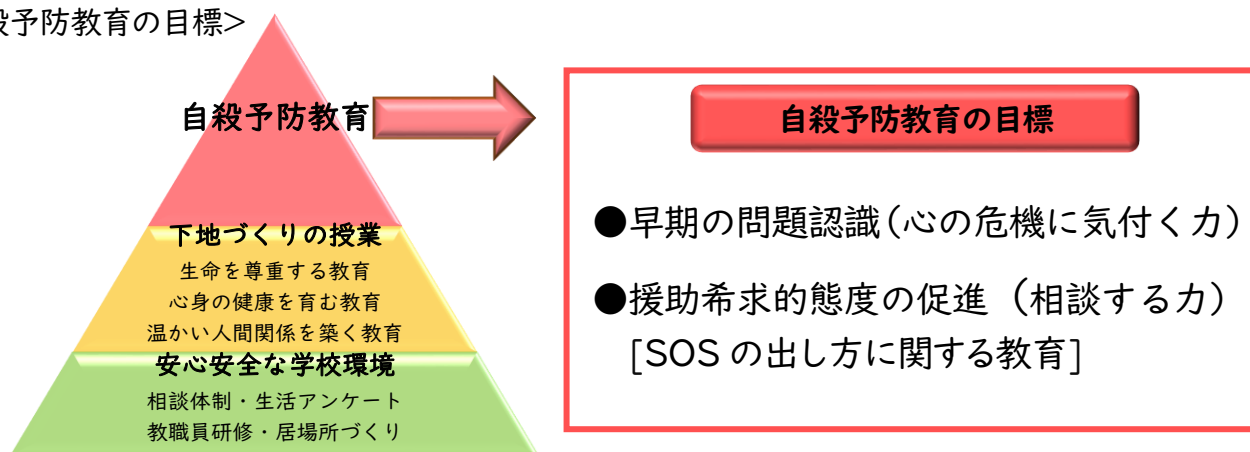 殺予防教育の目標>
自殺予防教育
下地づくりの授業
生命を尊重する教育
心身の健康を育む教育
温かい人間関係を築く教育
安心安全な学校環境
相談体制・生活アンケート
教職員研修・居場所づくり
自殺予防教育の目標
●早期の問題認識(心の危機に気付く力)
●援助希求的態度の促進（相談する力）
[SOS の出し方に関する教育]